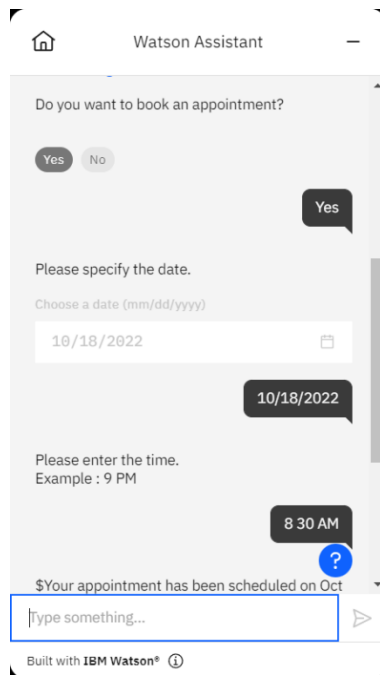 Watson Assistant
Do you want to book an appointment?
Yes No
Yes
Please specify the date.
Choose a date (mm/dd/yyyy)
10/18/2022
10/18/2022
Please enter the time.
Example : 9 PM
8 30 AM
?
$Your appointment has been scheduled on Oct
Type something...
Built with IBM Watson®